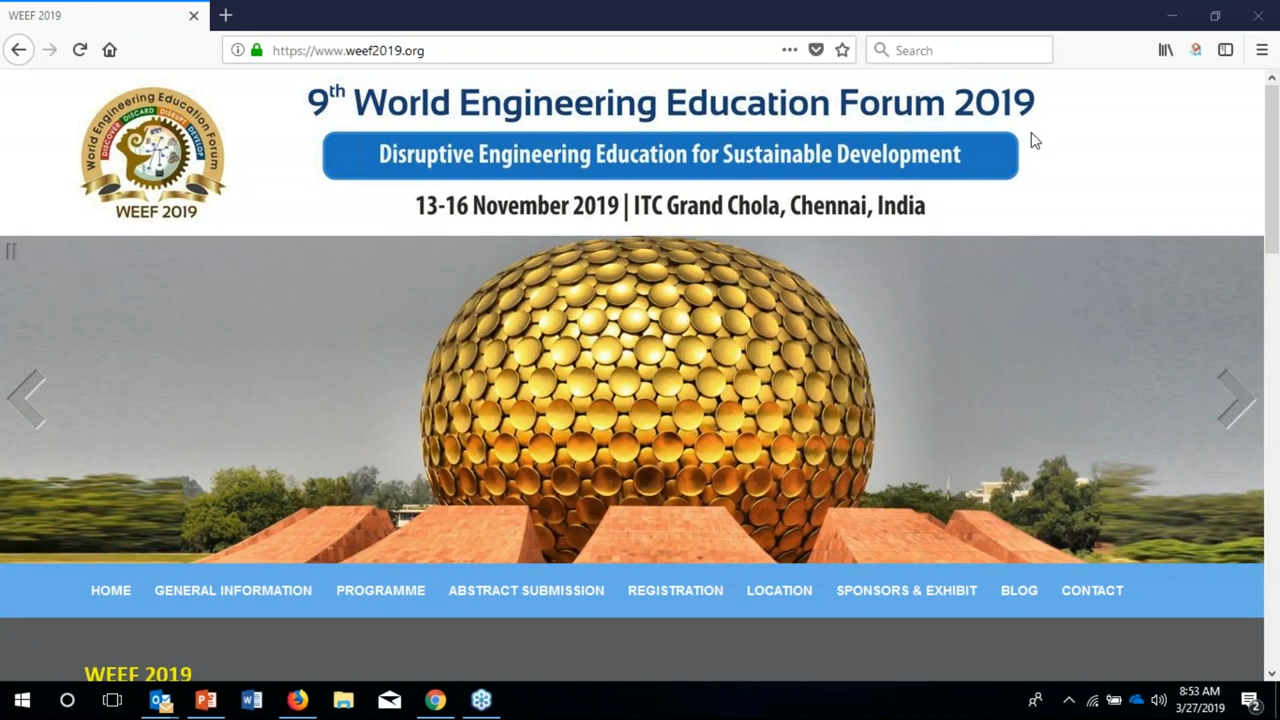 WEEF 2019
https://www.weef2019.org
Search
World Engineering Education Forum
DISCOVER DISCARD DISRUPT DEVELOP
WEEF 2019
9th World Engineering Education Forum 2019
Disruptive Engineering Education for Sustainable Development
13-16 November 2019 | ITC Grand Chola, Chennai, India
HOME GENERAL INFORMATION PROGRAMME ABSTRACT SUBMISSION REGISTRATION LOCATION SPONSORS & EXHIBIT BLOG CONTACT
WEEF 2019
8:53 AM
3/27/2019
2